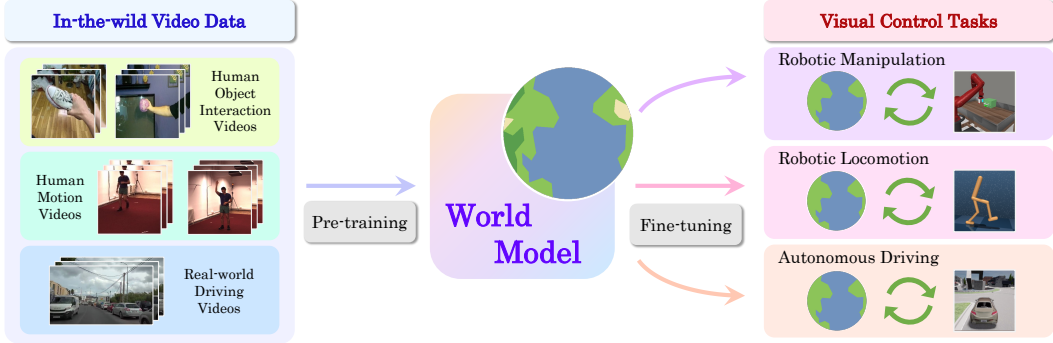 In-the-wild Video Data
Human
Object
Interaction
Videos
Human
Motion
Videos
Real-world
Driving
Videos
Pre-training
World
Model
Fine-tuning
Visual Control Tasks
Robotic Manipulation
Robotic Locomotion
Autonomous Driving